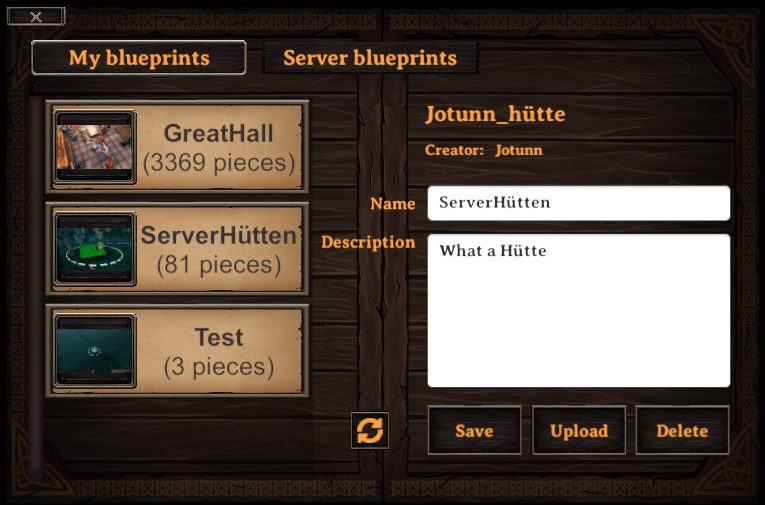 My blueprints
Server blueprints
GreatHall
(3369 pieces)
ServerHütten
(81 pieces)
Test
(3 pieces)
Jotunn_hütte
Creator: Jotunn
Name
ServerHütten
Description
What a Hütte
Save
Upload
Delete